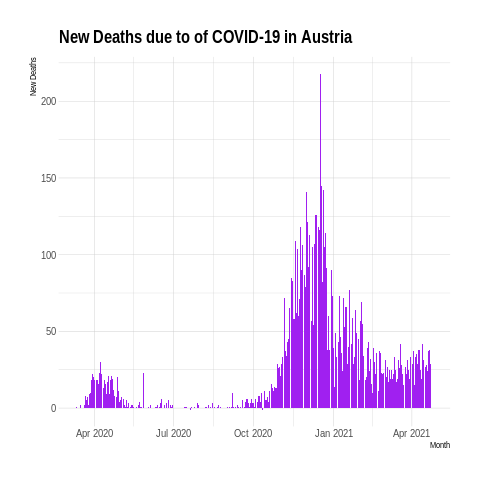 New Deaths due to of COVID-19 in Austria
New Deaths
200
150
100
50
0
Apr 2020 Jul 2020 Oct 2020 Jan 2021 Apr 2021
Month